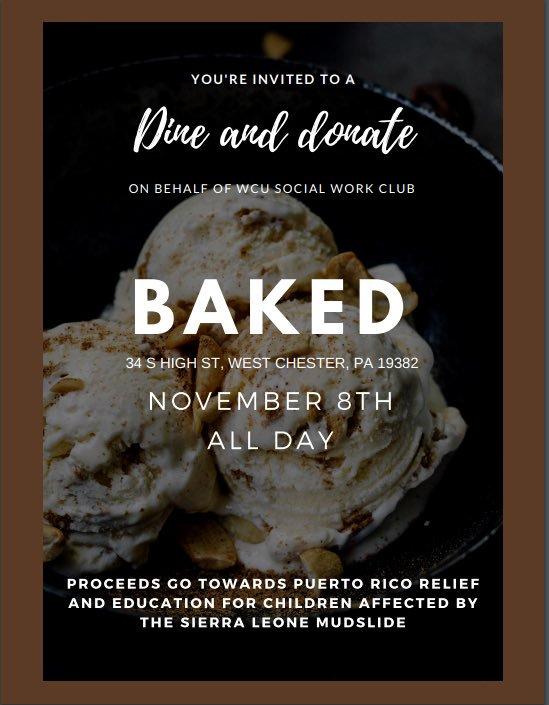 YOU'RE INVITED TO A
Dine and donate
ON BEHALF OF WCU SOCIAL WORK CLUB
BAKED
34 S HIGH ST, WEST CHESTER, PA 19382
NOVEMBER 8TH
ALL DAY
PROCEEDS GO TOWARDS PUERTO RICO RELIEF
AND EDUCATION FOR CHILDREN AFFECTED BY
THE SIERRA LEONE MUDSLIDE